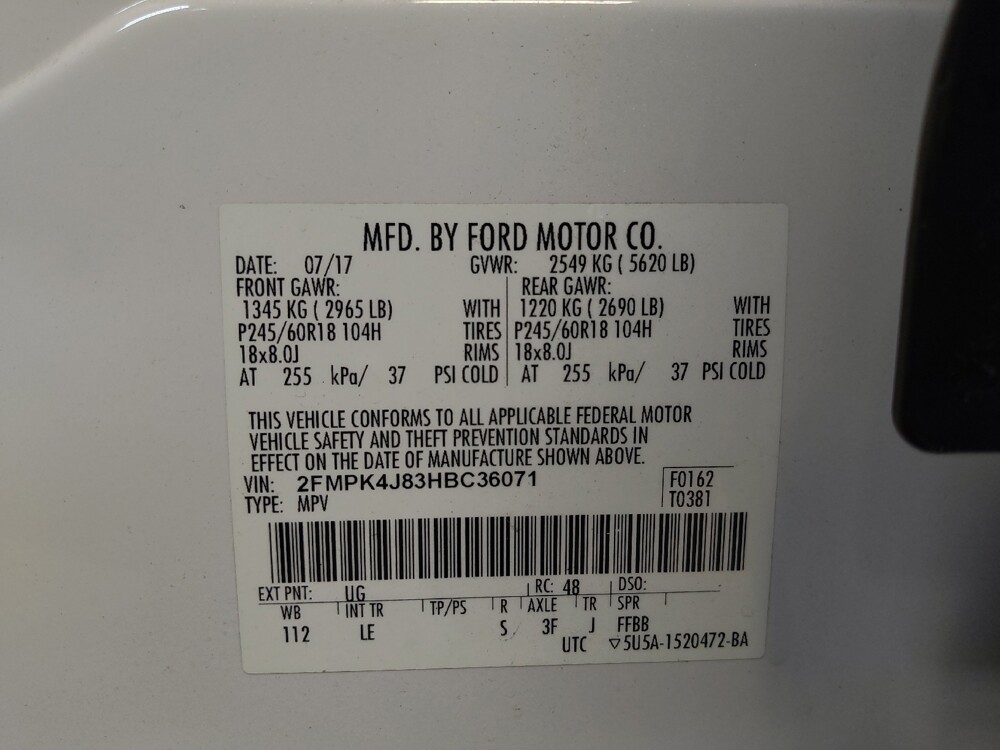 MFD. BY FORD MOTOR CO.
DATE: 07/17 GVWR: 2549 KG ( 5620 LB)
FRONT GAWR: REAR GAWR:
1345 KG ( 2965 LB) WITH 1220 KG ( 2690 LB) WITH
P245/60R18 104H TIRES P245/60R18 104H TIRES
18x8.0J RIMS 18x8.0J RIMS
AT 255 kPa/ 37 PSI COLD AT 255 kPa/ 37 PSI COLD
THIS VEHICLE CONFORMS TO ALL APPLICABLE FEDERAL MOTOR
VEHICLE SAFETY AND THEFT PREVENTION STANDARDS IN
EFFECT ON THE DATE OF MANUFACTURE SHOWN ABOVE.
VIN: 2FMPK4J83HBC36071 F0162
TYPE: MPV T0381
EXT PNT: UG RC: 48 DSO:
WB INT TR TP/PS R AXLE TR SPR
112 LE S 3F J FFBB
UTC ▽5U5A-1520472-BA